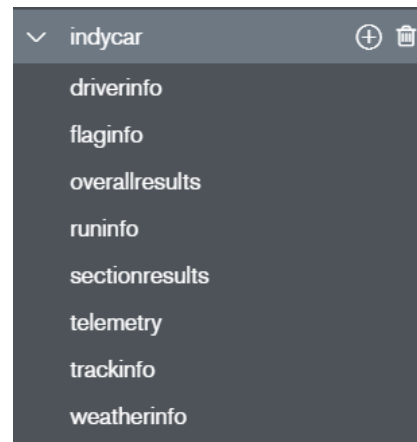 indycar
driverinfo
flaginfo
overallresults
runinfo
sectionresults
telemetry
trackinfo
weatherinfo